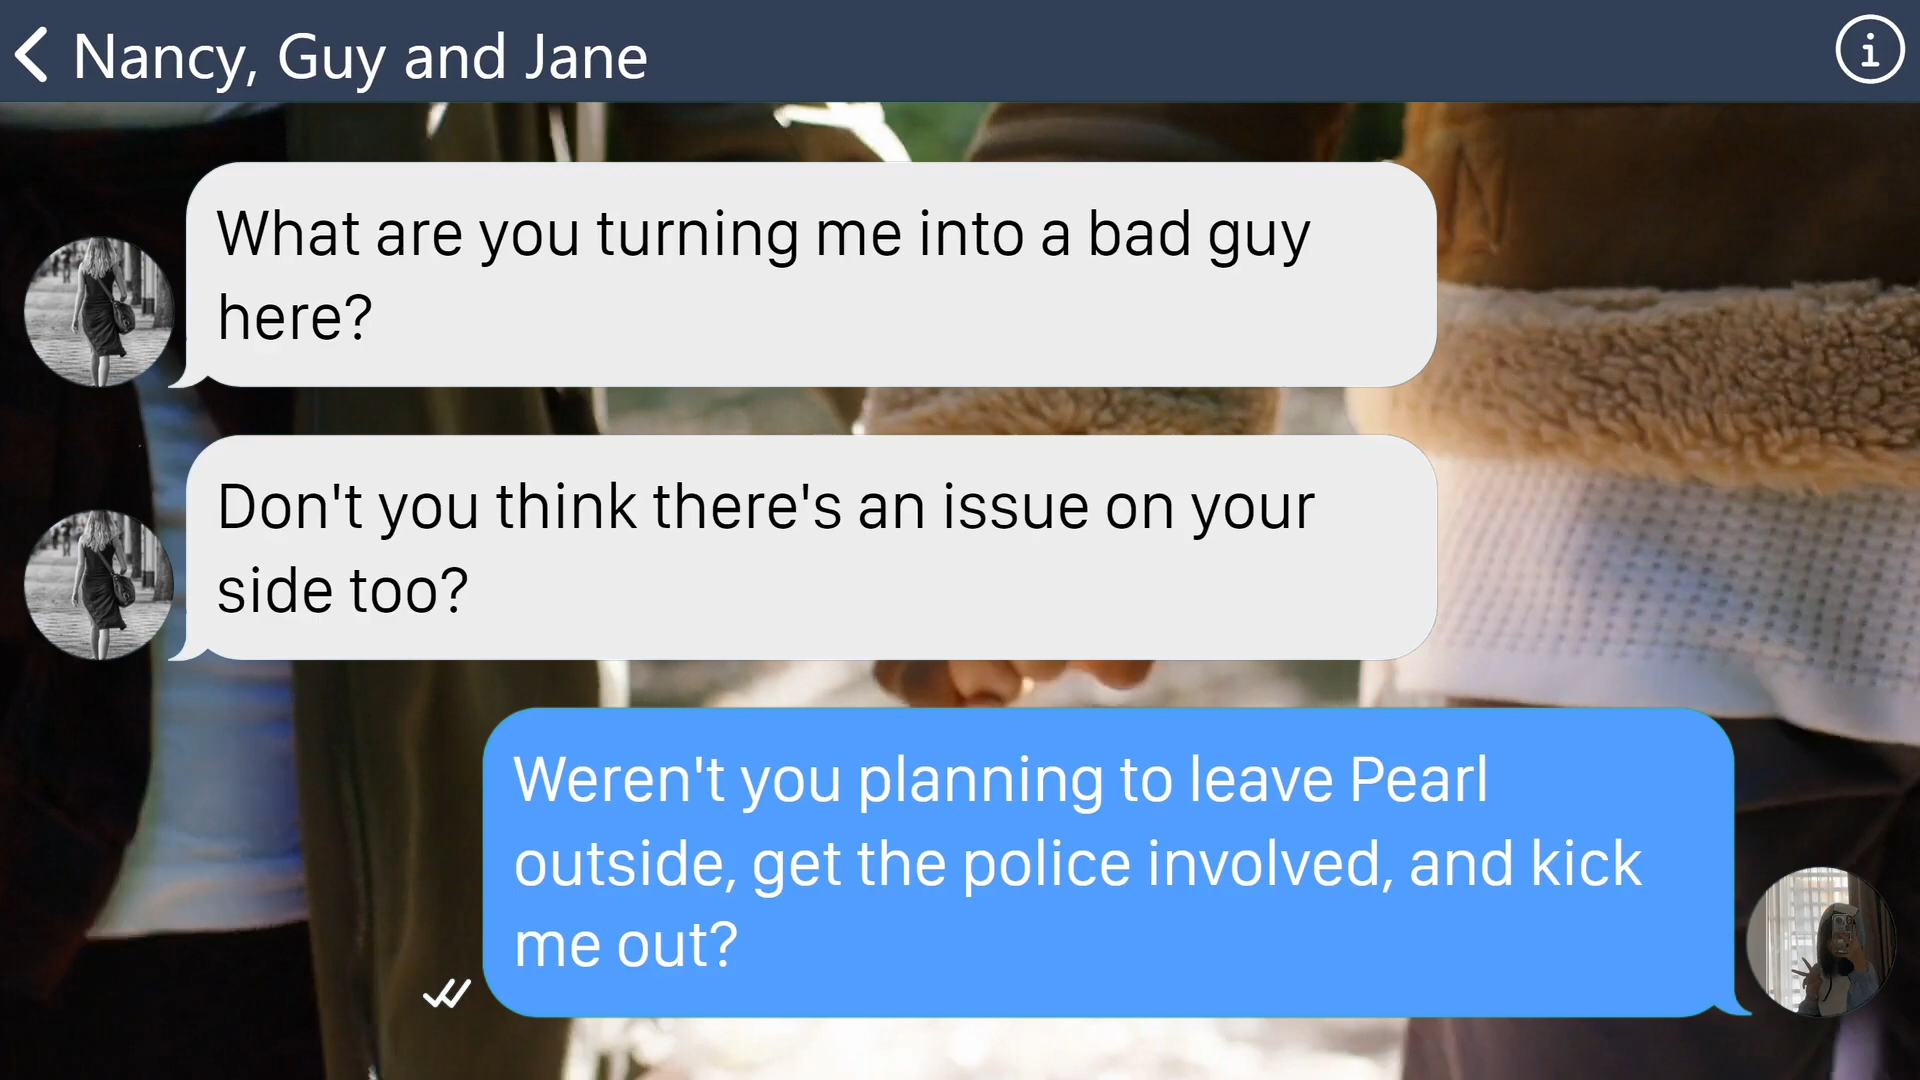 Nancy, Guy and Jane
What are you turning me into a bad guy
here?
Don't you think there's an issue on your
side too?
Weren't you planning to leave Pearl
outside, get the police involved, and kick
me out?